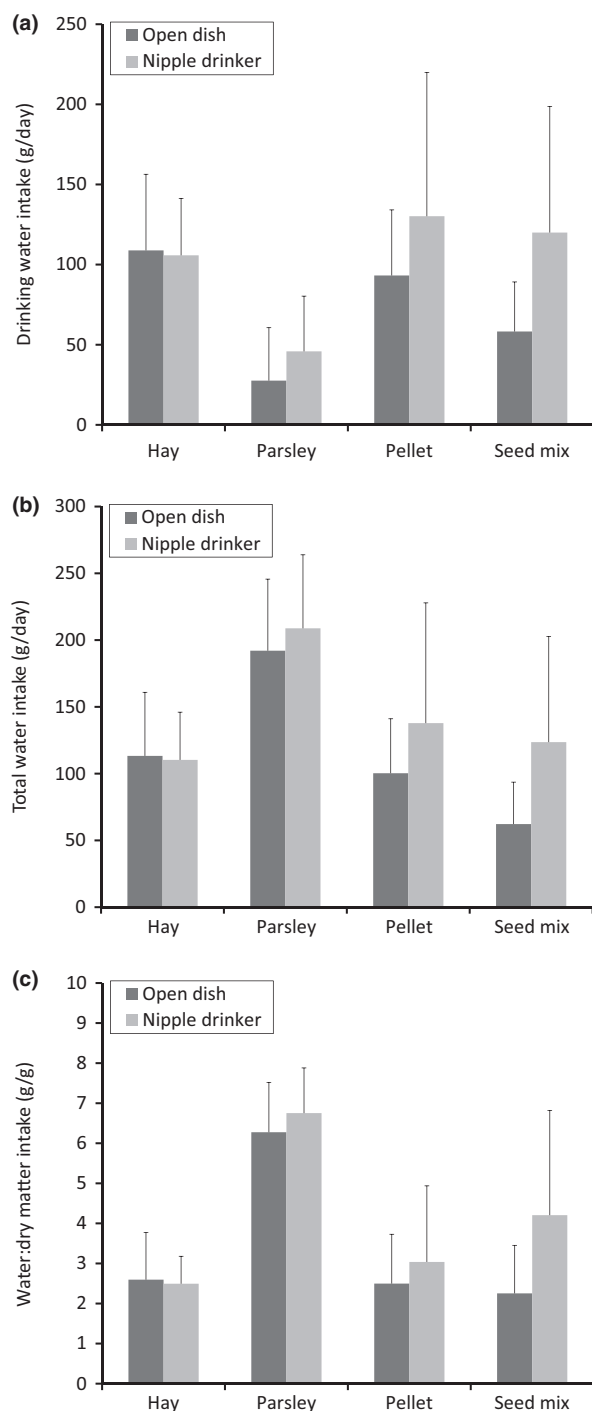 (a)
Open dish
Nipple drinker
Drinking water intake (g/day)
250
200
150
100
50
0
Hay Parsley Pellet Seed mix
(b)
Open dish
Nipple drinker
Total water intake (g/day)
300
250
200
150
100
50
0
Hay Parsley Pellet Seed mix
(c)
Open dish
Nipple drinker
Water:dry matter intake (g/g)
10
9
8
7
6
5
4
3
2
1
0
Hay Parsley Pellet Seed mix